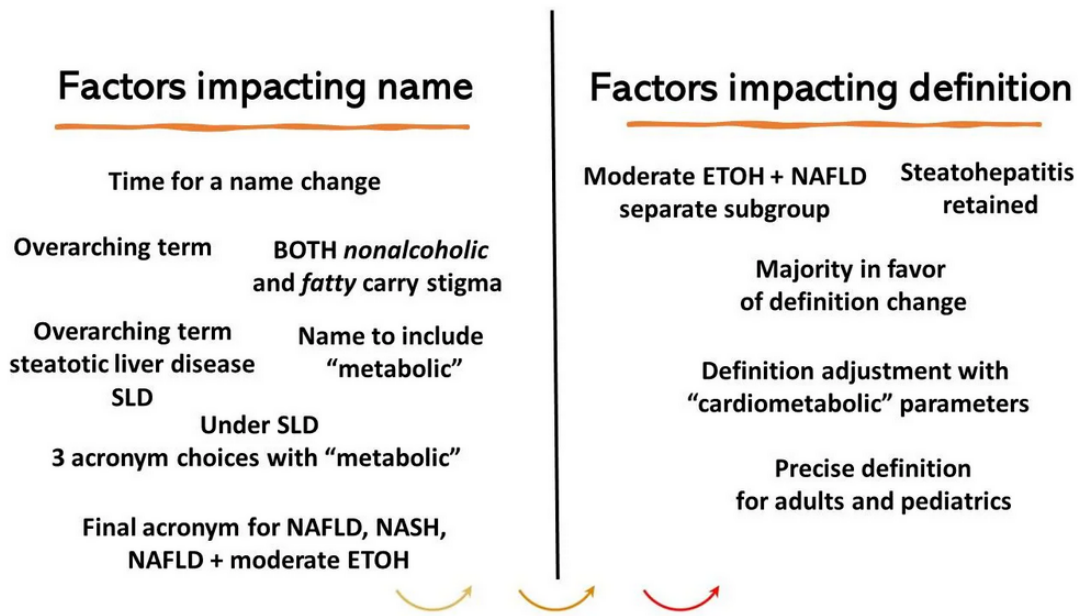 Factors impacting name
Time for a name change
Overarching term
BOTH nonalcoholic
and fatty carry stigma
Overarching term
steatotic liver disease
SLD
Name to include
“metabolic”
Under SLD
3 acronym choices with “metabolic”
Final acronym for NAFLD, NASH,
NAFLD + moderate ETOH
Factors impacting definition
Moderate ETOH + NAFLD
separate subgroup
Steatohepatitis
retained
Majority in favor
of definition change
Definition adjustment with
“cardiometabolic” parameters
Precise definition
for adults and pediatrics